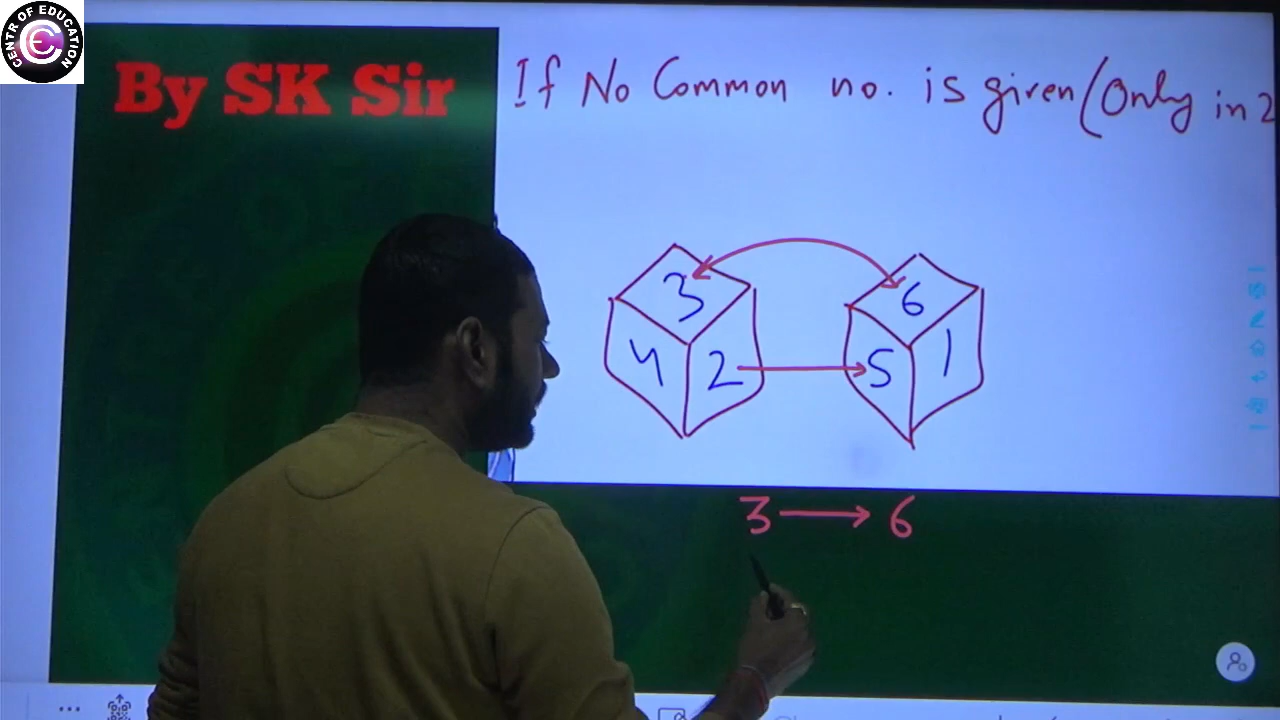 CENTR OF EDUCATION
CE
By SK Sir
If No Common no. is given (Only in 2
3
6
4
2
5
1
3 → 6